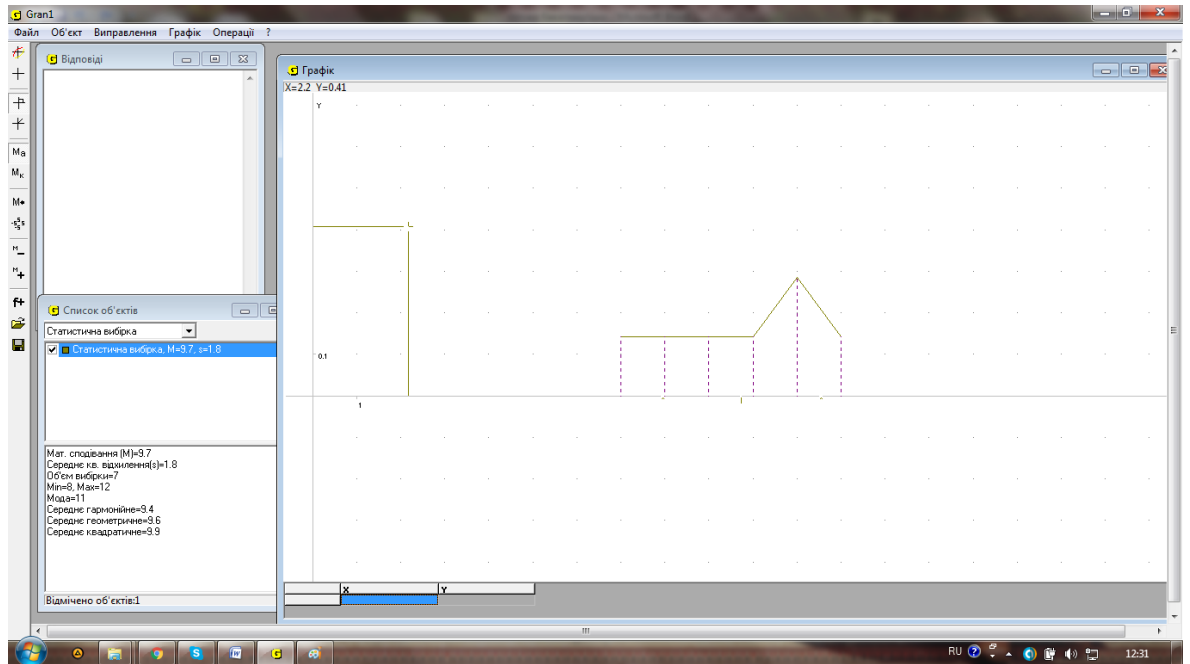 Gran1
Файл Об'єкт Виправлення Графік Операції ?
Відповіді
Графік
X=2.2 Y=0.41
Y
Ma
Mк
M•
M
M
f+
0.1
1
Список об'єктів
Статистична вибірка
Статистична вибірка, M=9.7, s=1.8
Мат. сподівання (M)=9.7
Середнє кв. відхилення(s)=1.8
Об'єм вибірки=7
Min=8, Max=12
Мода=11
Середнє гармонійне=9.4
Середнє геометричне=9.6
Середнє квадратичне=9.9
Відмічено об'єктів:1
X Y
RU
12:31